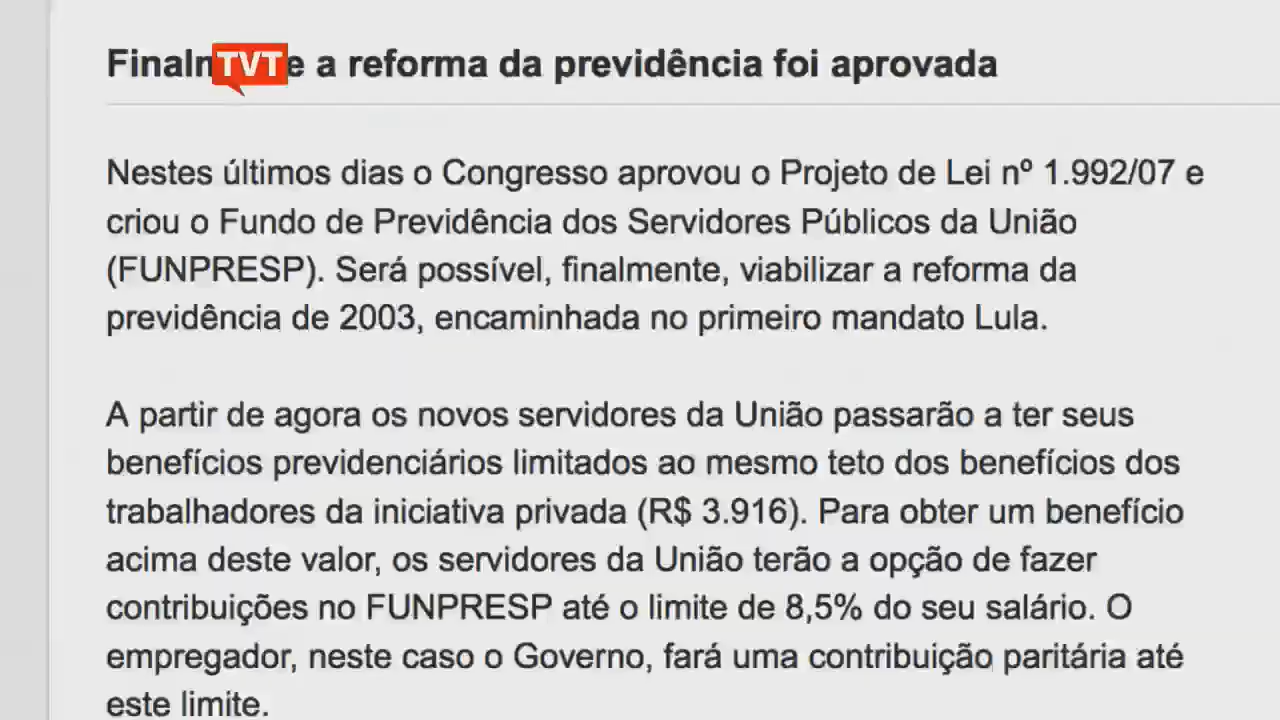 Finaln TVT e a reforma da previdência foi aprovada
Nestes últimos dias o Congresso aprovou o Projeto de Lei nº 1.992/07 e
criou o Fundo de Previdência dos Servidores Públicos da União
(FUNPRESP). Será possível, finalmente, viabilizar a reforma da
previdência de 2003, encaminhada no primeiro mandato Lula.
A partir de agora os novos servidores da União passarão a ter seus
benefícios previdenciários limitados ao mesmo teto dos benefícios dos
trabalhadores da iniciativa privada (R$ 3.916). Para obter um benefício
acima deste valor, os servidores da União terão a opção de fazer
contribuições no FUNPRESP até o limite de 8,5% do seu salário. O
empregador, neste caso o Governo, fará uma contribuição paritária até
este limite.